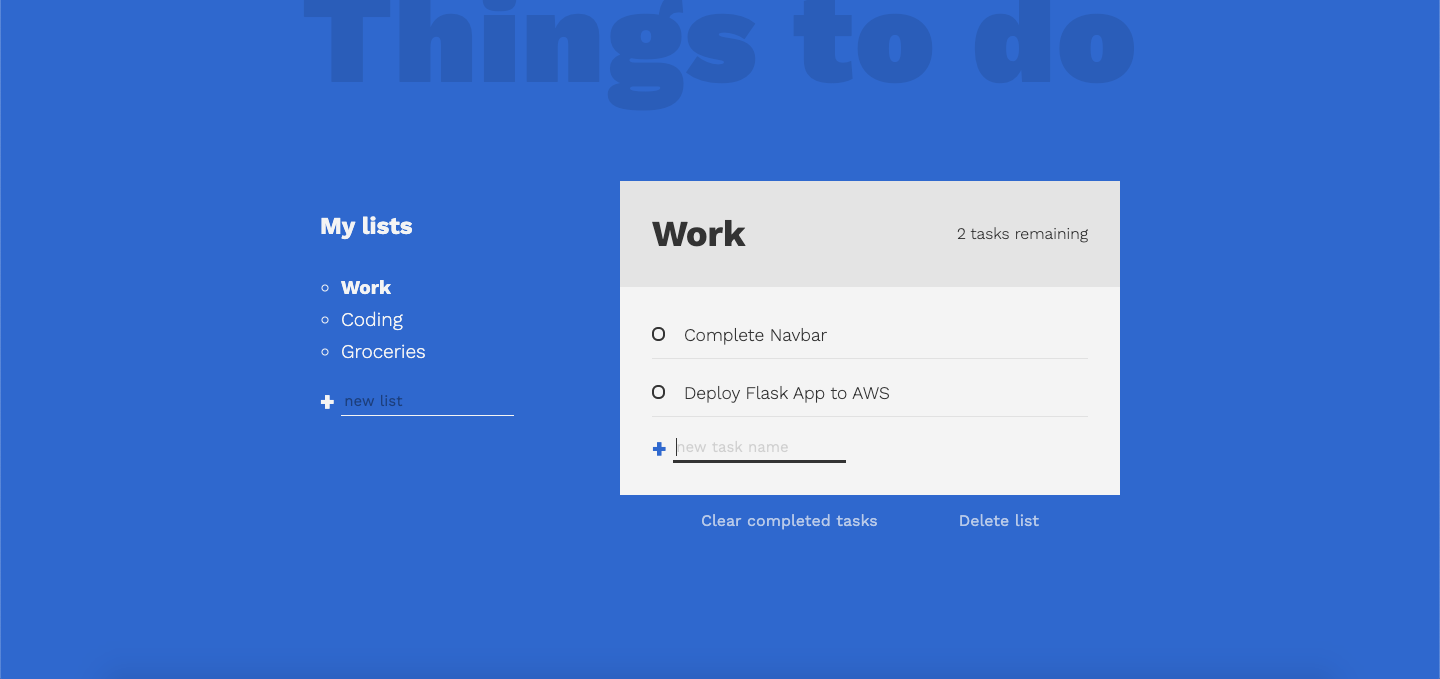 Things to do
My lists
Work
Coding
Groceries
+ new list
Work
2 tasks remaining
Complete Navbar
Deploy Flask App to AWS
+ new task name
Clear completed tasks
Delete list